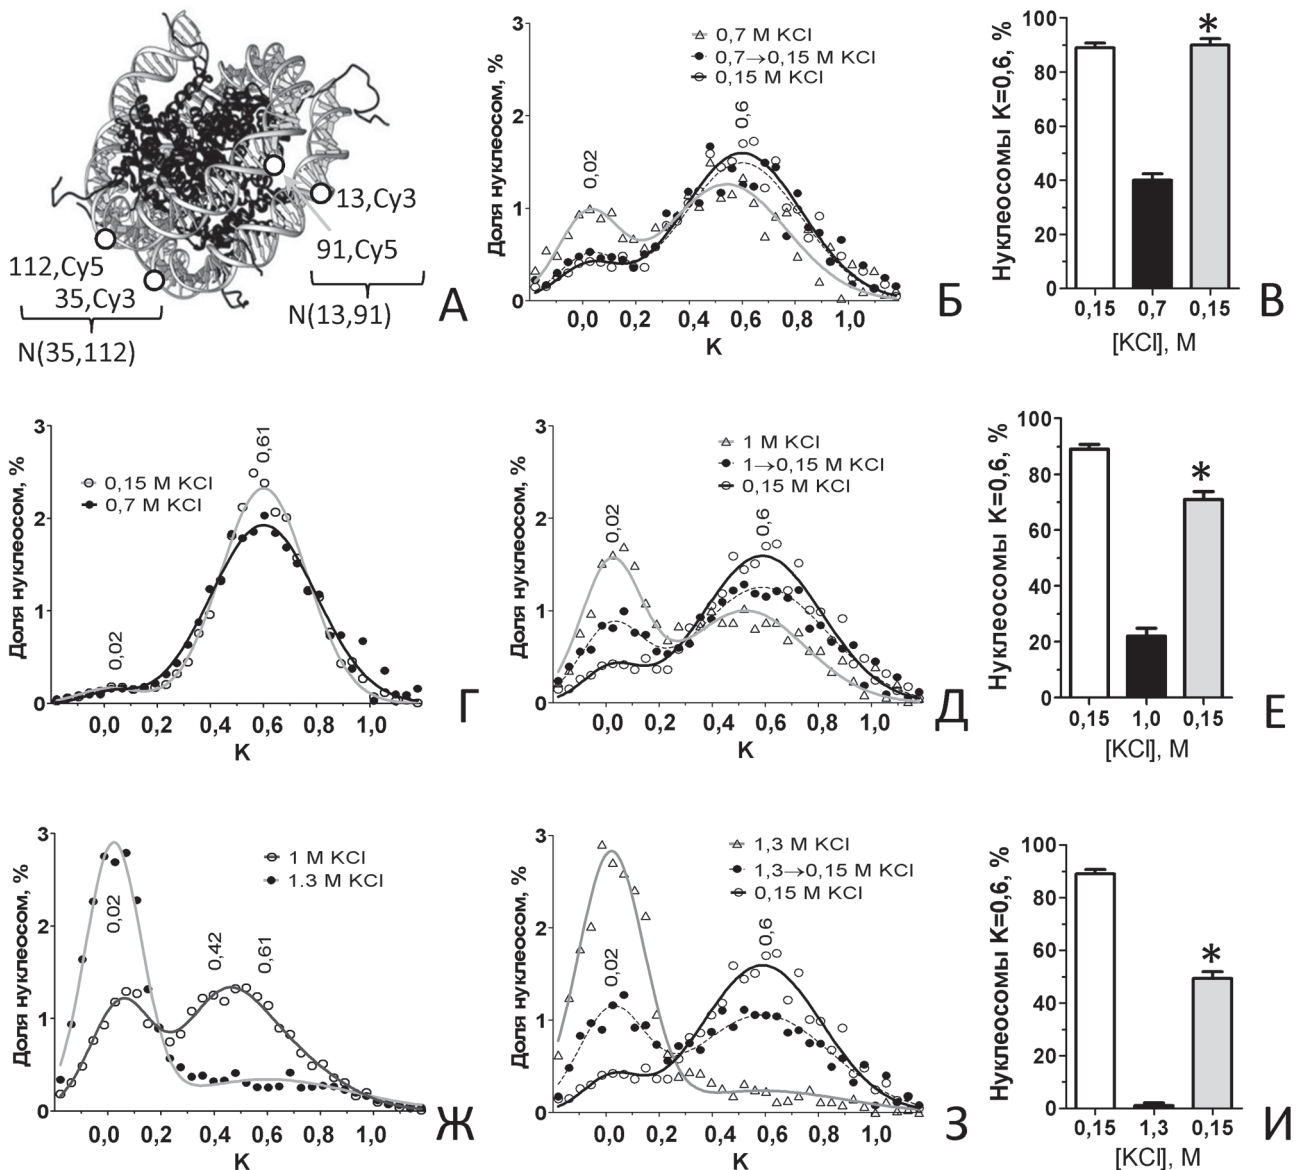 13,Cy3
91,Cy5
112,Cy5
35,Cy3
N(13,91)
N(35,112)
А
Доля нуклеосом, %
3
2
1
0
0,02
0,6
0,7 M KCl
0,7→0,15 M KCl
0,15 M KCl
0,0 0,2 0,4 0,6 0,8 1,0
K
Б
Нуклеосомы K=0,6, %
100
80
60
40
20
0
*
0,15 0,7 0,15
[KCl], M
В
Доля нуклеосом, %
3
2
1
0
0,15 M KCl
0,7 M KCl
0,02
0,61
0,0 0,2 0,4 0,6 0,8 1,0
K
Г
Доля нуклеосом, %
3
2
1
0
1 M KCl
1→0,15 M KCl
0,15 M KCl
0,02
0,6
0,0 0,2 0,4 0,6 0,8 1,0
K
Д
Нуклеосомы K=0,6, %
100
80
60
40
20
0
*
0,15 1,0 0,15
[KCl], M
Е
Доля нуклеосом, %
3
2
1
0
1 M KCl
1.3 M KCl
0,02
0,42
0,61
0,0 0,2 0,4 0,6 0,8 1,0
K
Ж
Доля нуклеосом, %
3
2
1
0
1,3 M KCl
1,3→0,15 M KCl
0,15 M KCl
0,02
0,6
0,0 0,2 0,4 0,6 0,8 1,0
K
З
Нуклеосомы K=0,6, %
100
80
60
40
20
0
*
0,15 1,3 0,15
[KCl], M
И